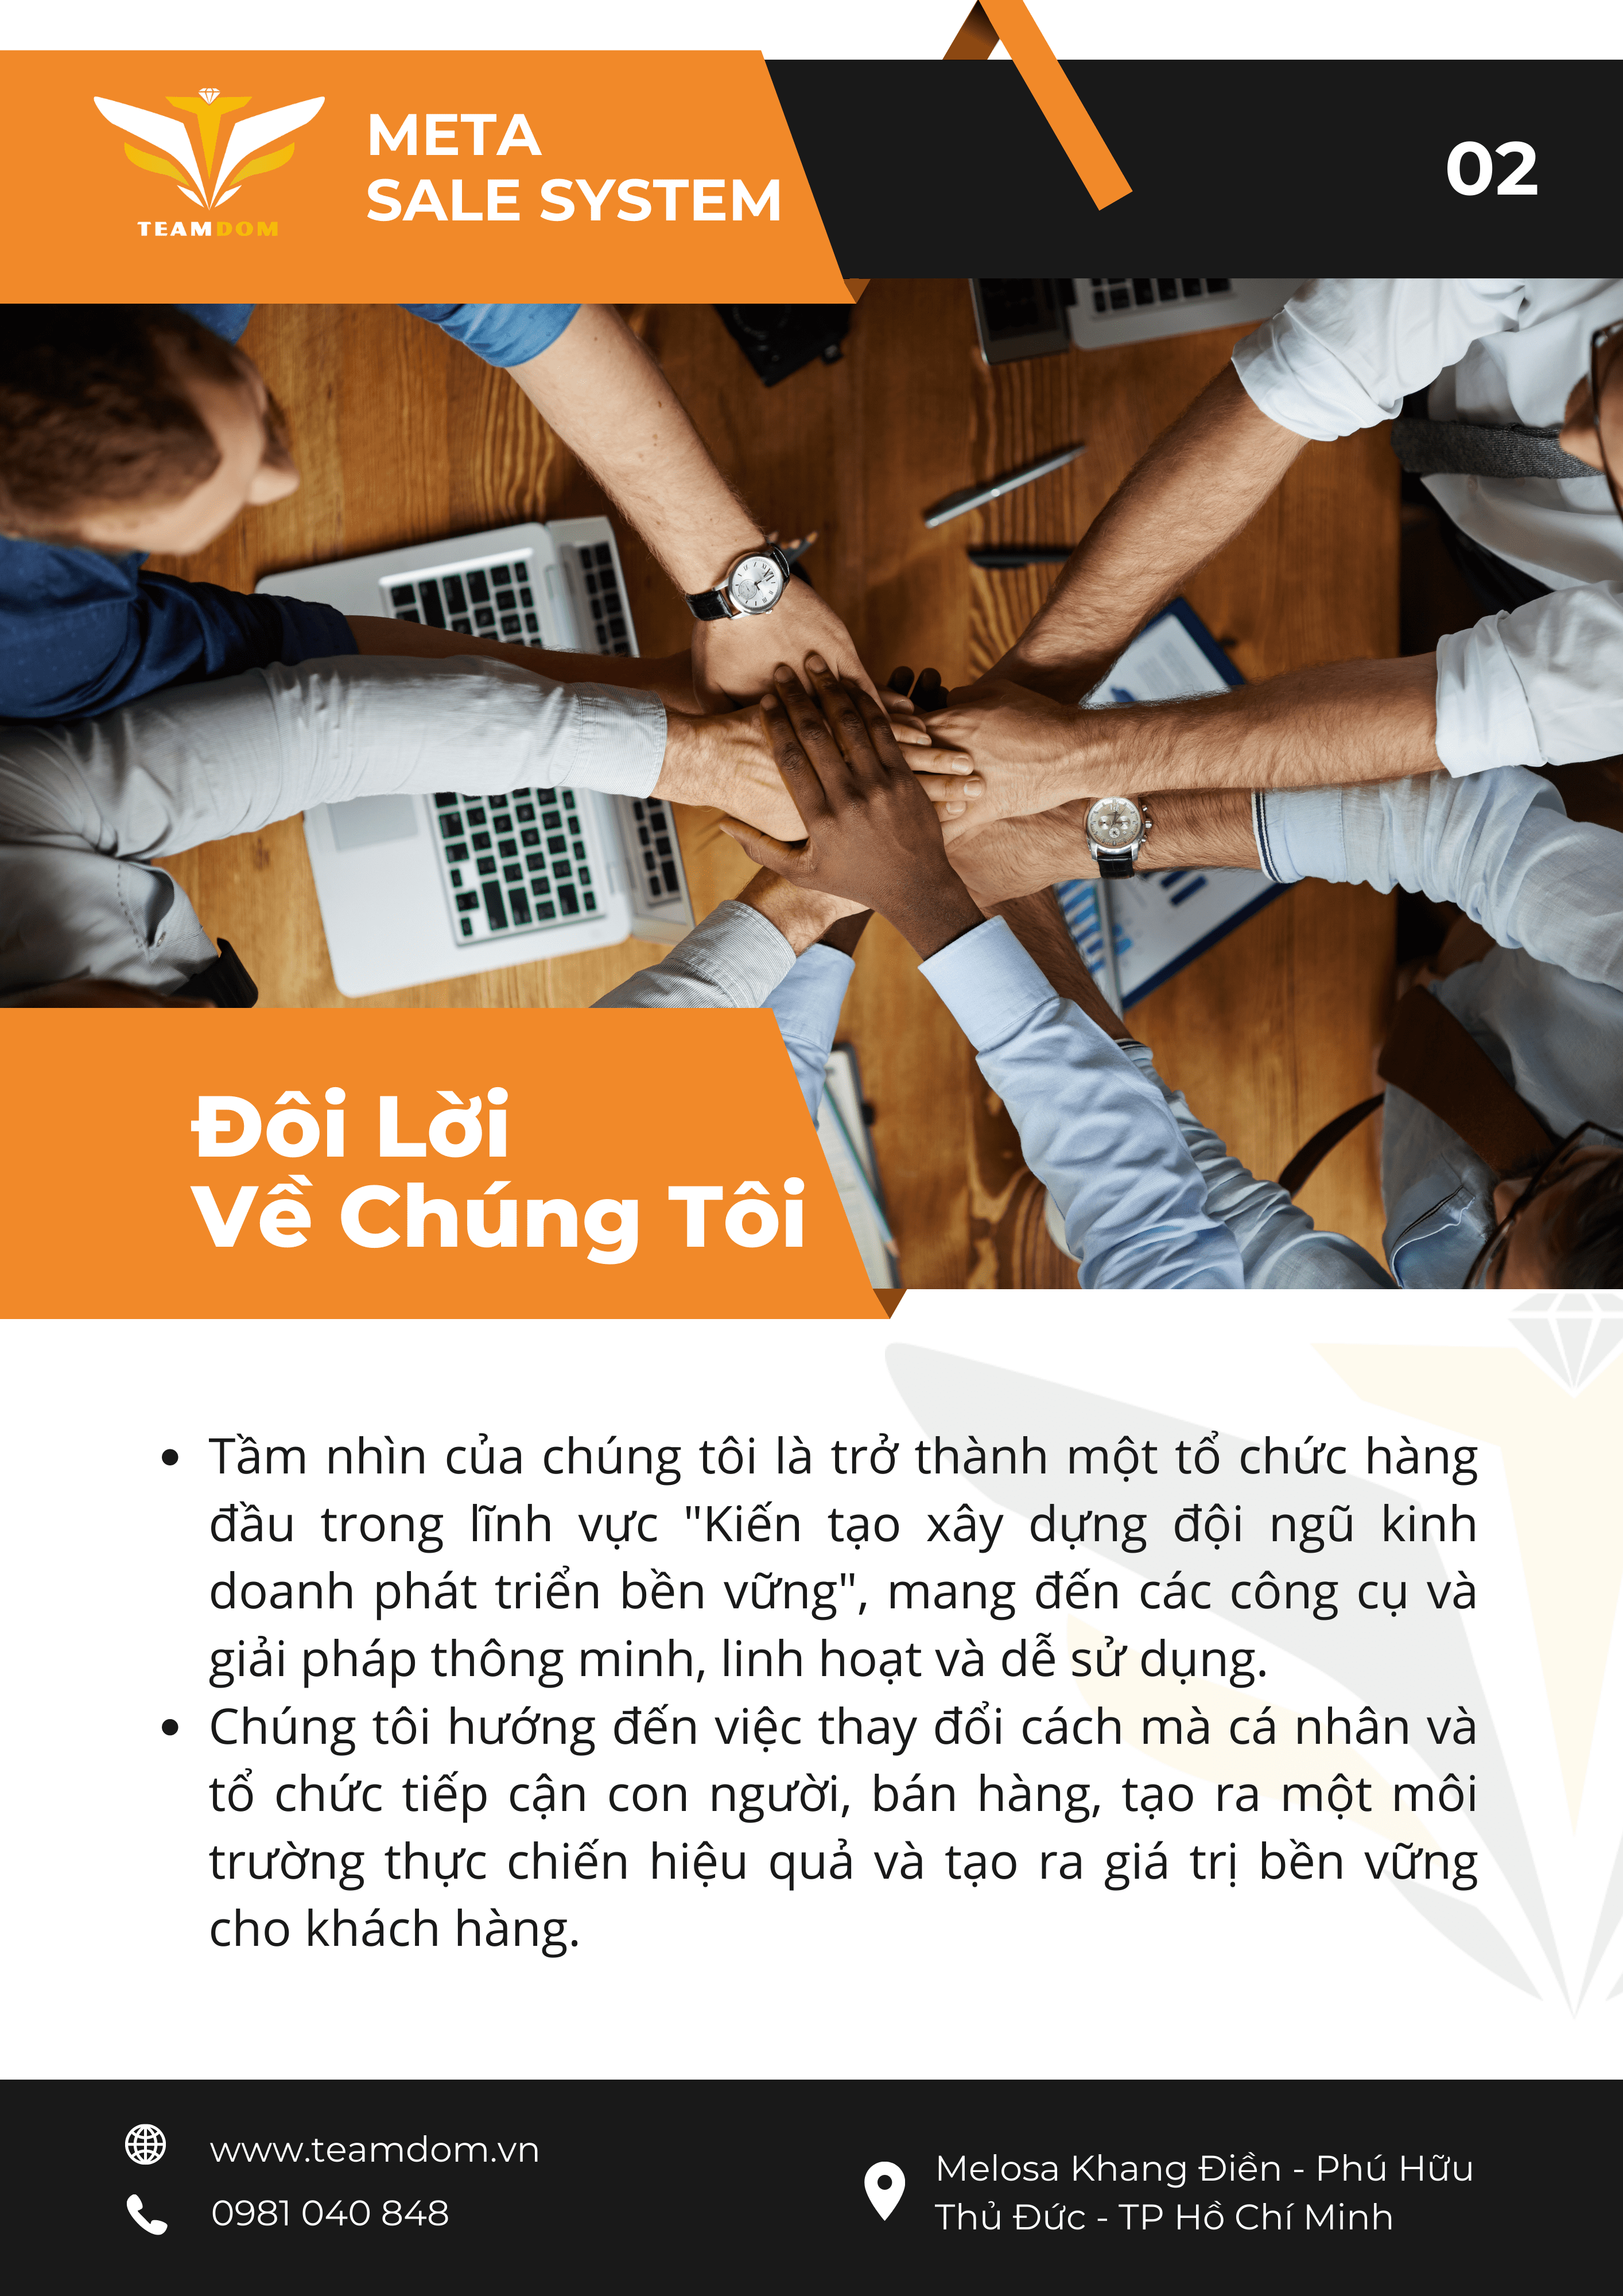 TEAMDOM
META
SALE SYSTEM
02
Đôi Lời
Về Chúng Tôi
• Tầm nhìn của chúng tôi là trở thành một tổ chức hàng
đầu trong lĩnh vực "Kiến tạo xây dựng đội ngũ kinh
doanh phát triển bền vững", mang đến các công cụ và
giải pháp thông minh, linh hoạt và dễ sử dụng.
• Chúng tôi hướng đến việc thay đổi cách mà cá nhân và
tổ chức tiếp cận con người, bán hàng, tạo ra một môi
trường thực chiến hiệu quả và tạo ra giá trị bền vững
cho khách hàng.
www.teamdom.vn
0981 040 848
Melosa Khang Điền - Phú Hữu
Thủ Đức - TP Hồ Chí Minh